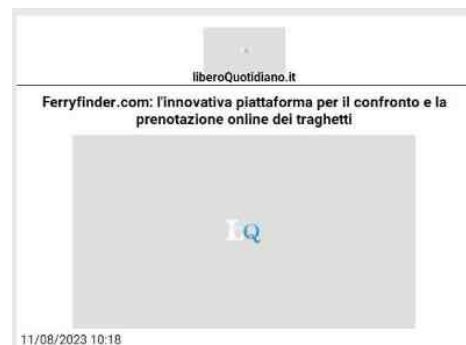 liberoQuotidiano.it
Ferryfinder.com: l'innovativa piattaforma per il confronto e la
prenotazione online dei traghetti
LQ
11/08/2023 10:18